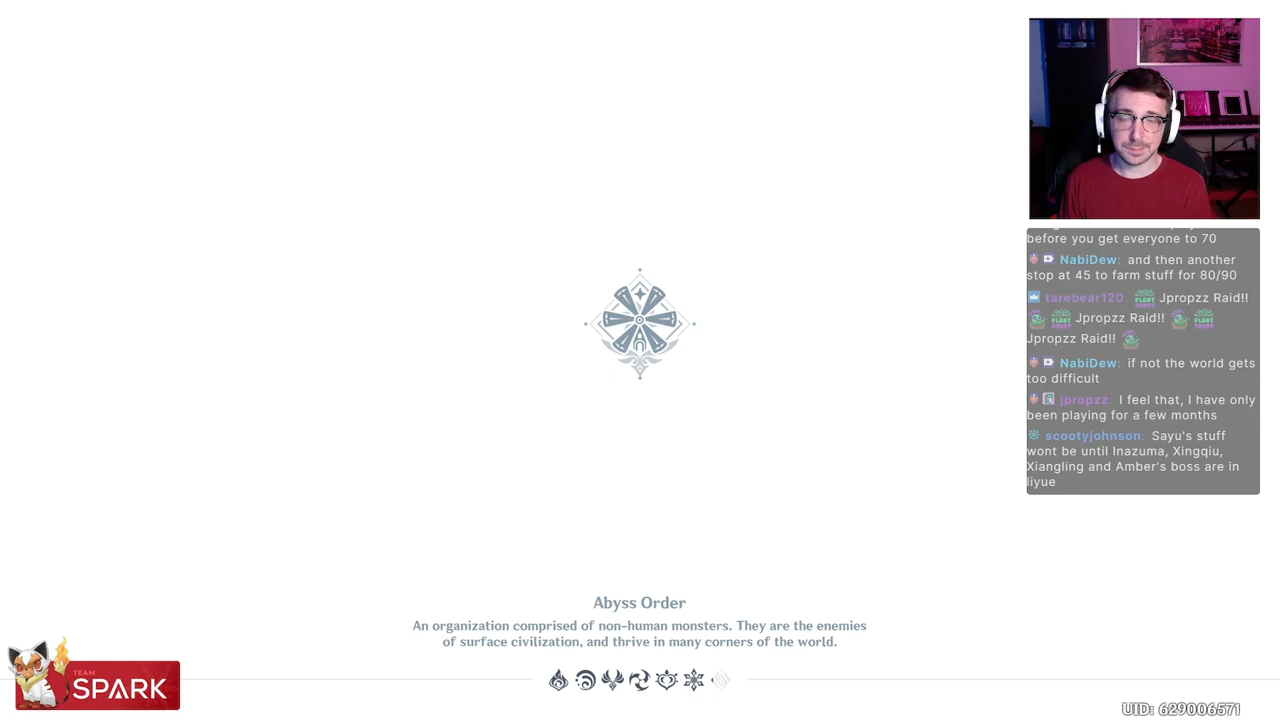 before you get everyone to 70
NabiDew: and then another
stop at 45 to farm stuff for 80/90
tarebear120 Jpropzz Raid!!
Jpropzz Raid!!
Jpropzz Raid!!
NabiDew: if not the world gets
too difficult
jpropzz: I feel that, I have only
been playing for a few months
scootyjohnson: Sayu's stuff
wont be until Inazuma, Xingqiu,
Xiangling and Amber's boss are in
liyue
Abyss Order
An organization comprised of non-human monsters. They are the enemies
of surface civilization, and thrive in many corners of the world.
TEAM
SPARK
UID: 629006571